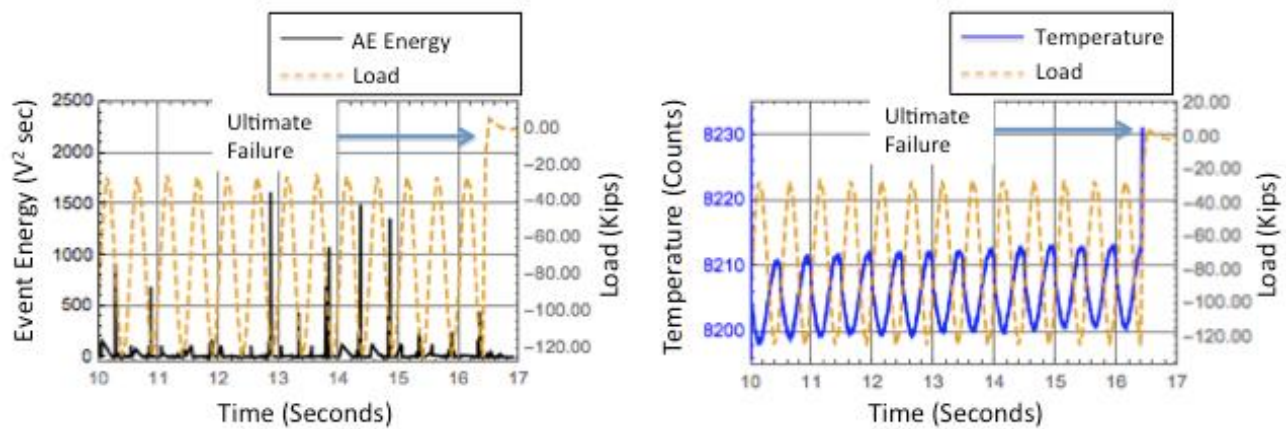 AE Energy
Load
Event Energy (V² sec)
2500
2000
1500
1000
500
0
Ultimate
Failure
0.00
−20.00
−40.00
−60.00
−80.00
−100.00
−120.00
Load (Kips)
10 11 12 13 14 15 16 17
Time (Seconds)
Temperature
Load
Temperature (Counts)
8230
8220
8210
8200
Ultimate
Failure
20.00
0.00
−20.00
−40.00
−60.00
−80.00
−100.00
−120.00
Load (Kips)
10 11 12 13 14 15 16 17
Time (Seconds)